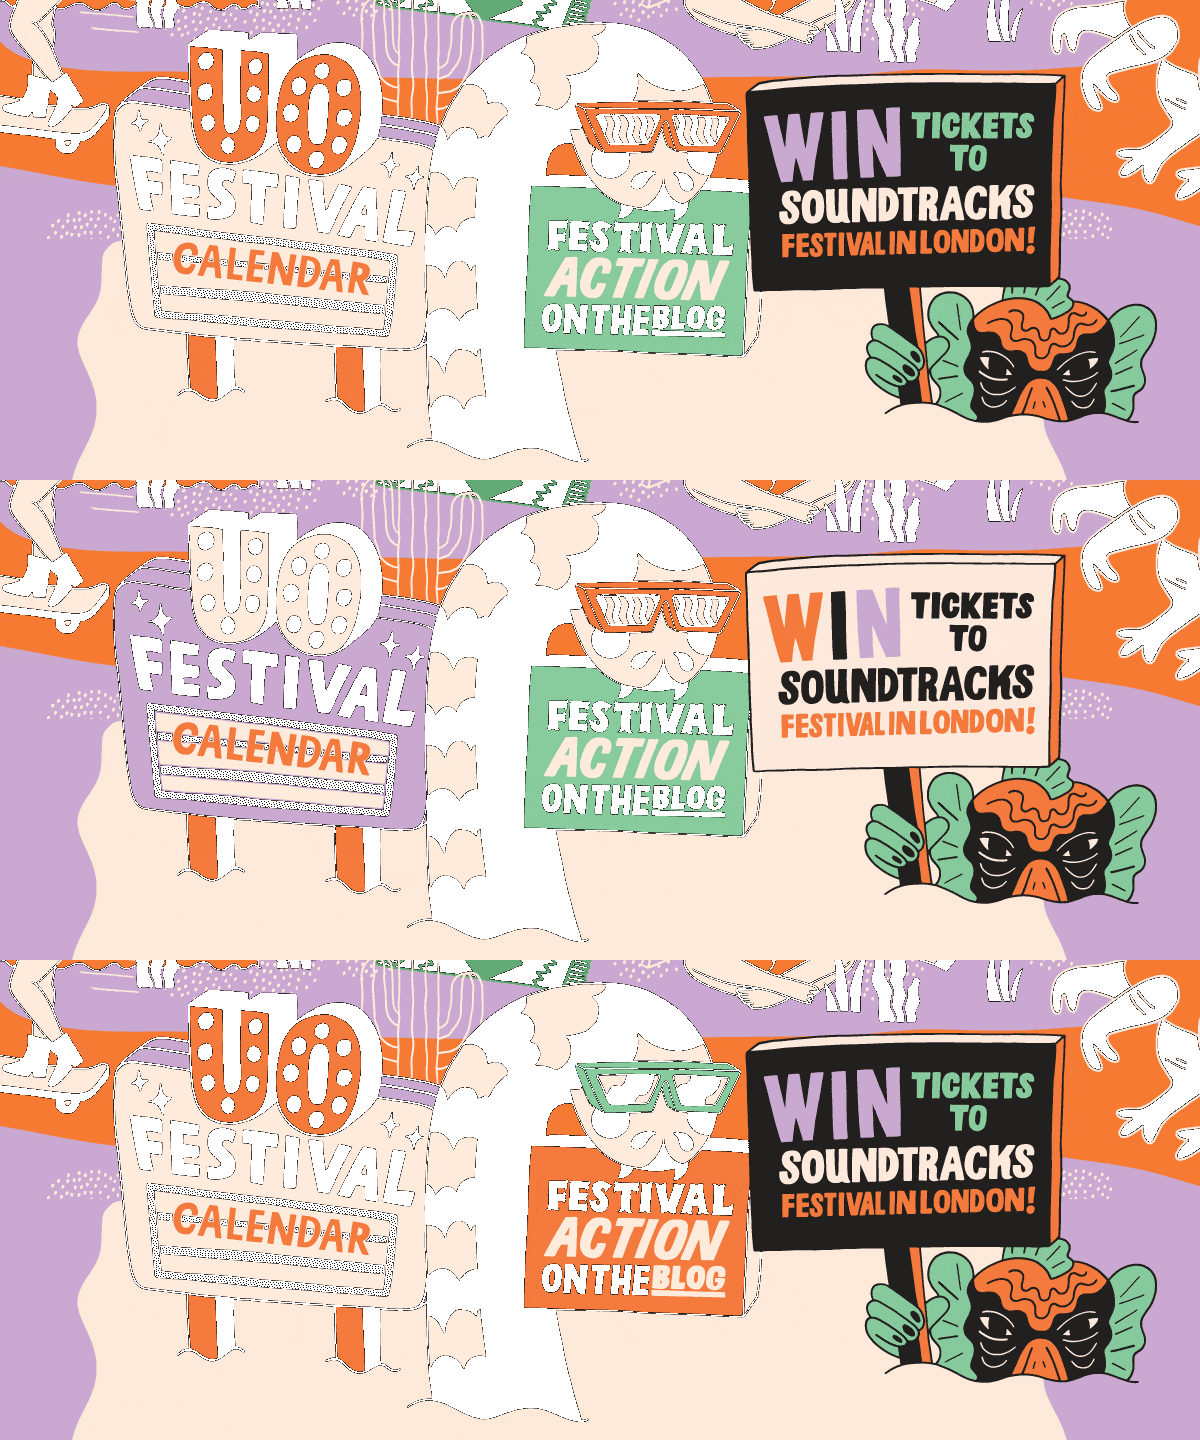 UO
FESTIVAL
CALENDAR
FESTIVAL
ACTION
ON THE BLOG
WIN TICKETS
TO
SOUNDTRACKS
FESTIVAL IN LONDON!
UO
FESTIVAL
CALENDAR
FESTIVAL
ACTION
ON THE BLOG
WIN TICKETS
TO
SOUNDTRACKS
FESTIVAL IN LONDON!
UO
FESTIVAL
CALENDAR
FESTIVAL
ACTION
ON THE BLOG
WIN TICKETS
TO
SOUNDTRACKS
FESTIVAL IN LONDON!